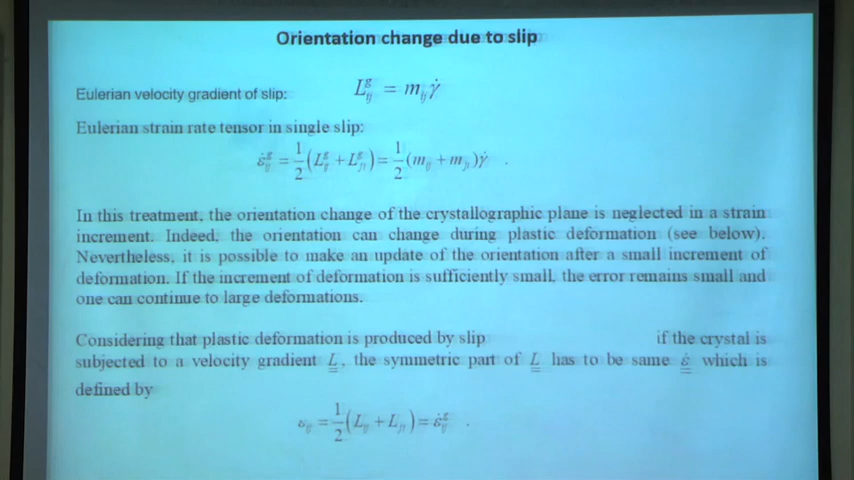 Orientation change due to slip
Eulerian velocity gradient of slip: L^g_ij = m_ij γ̇
Eulerian strain rate tensor in single slip:
ε̇^g_ij = 1/2 (L^g_ij + L^g_ji) = 1/2 (m_ij + m_ji) γ̇ .
In this treatment, the orientation change of the crystallographic plane is neglected in a strain
increment. Indeed, the orientation can change during plastic deformation (see below).
Nevertheless, it is possible to make an update of the orientation after a small increment of
deformation. If the increment of deformation is sufficiently small, the error remains small and
one can continue to large deformations.
Considering that plastic deformation is produced by slip if the crystal is
subjected to a velocity gradient L, the symmetric part of L has to be same ε̇ which is
defined by
ε_ij = 1/2 (L_ij + L_ji) = ε̇^g_ij .